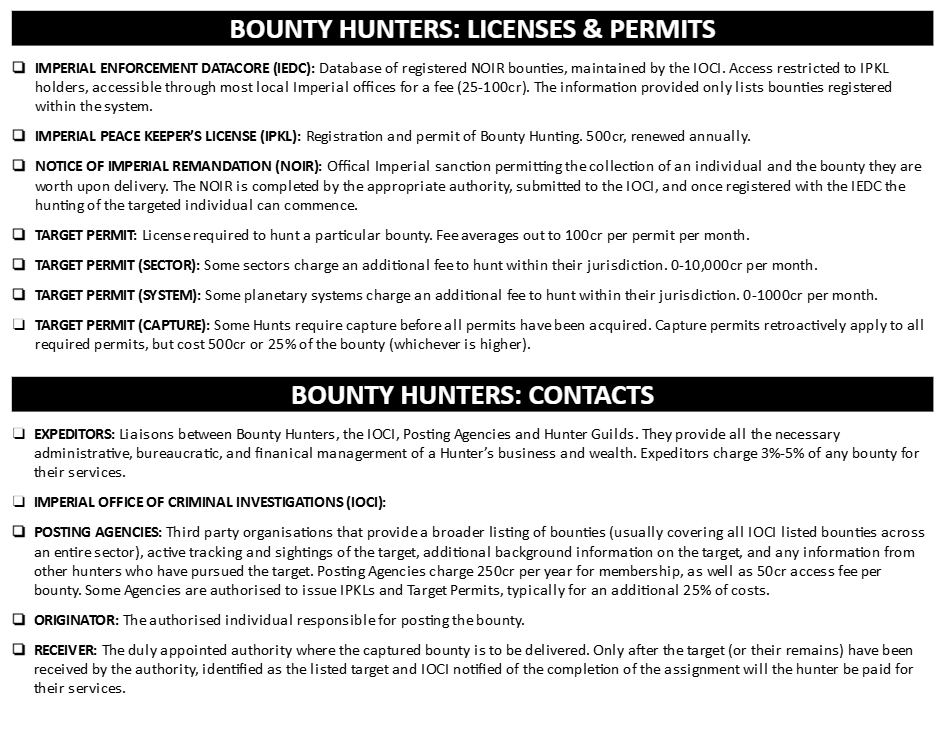 BOUNTY HUNTERS: LICENSES & PERMITS
❑ IMPERIAL ENFORCEMENT DATACORE (IEDC): Database of registered NOIR bounties, maintained by the IOCI. Access restricted to IPKL
holders, accessible through most local Imperial offices for a fee (25-100cr). The information provided only lists bounties registered
within the system.
❑ IMPERIAL PEACE KEEPER'S LICENSE (IPKL): Registration and permit of Bounty Hunting. 500cr, renewed annually.
❑ NOTICE OF IMPERIAL REMANDATION (NOIR): Offical Imperial sanction permitting the collection of an individual and the bounty they are
worth upon delivery. The NOIR is completed by the appropriate authority, submitted to the IOCI, and once registered with the IEDC the
hunting of the targeted individual can commence.
❑ TARGET PERMIT: License required to hunt a particular bounty. Fee averages out to 100cr per permit per month.
❑ TARGET PERMIT (SECTOR): Some sectors charge an additional fee to hunt within their jurisdiction. 0-10,000cr per month.
❑ TARGET PERMIT (SYSTEM): Some planetary systems charge an additional fee to hunt within their jurisdiction. 0-1000cr per month.
❑ TARGET PERMIT (CAPTURE): Some Hunts require capture before all permits have been acquired. Capture permits retroactively apply to all
required permits, but cost 500cr or 25% of the bounty (whichever is higher).
BOUNTY HUNTERS: CONTACTS
❑ EXPEDITORS: Liaisons between Bounty Hunters, the IOCI, Posting Agencies and Hunter Guilds. They provide all the necessary
administrative, bureaucratic, and finanical management of a Hunter's business and wealth. Expeditors charge 3%-5% of any bounty for
their services.
❑ IMPERIAL OFFICE OF CRIMINAL INVESTIGATIONS (IOCI):
❑ POSTING AGENCIES: Third party organisations that provide a broader listing of bounties (usually covering all IOCI listed bounties across
an entire sector), active tracking and sightings of the target, additional background information on the target, and any information from
other hunters who have pursued the target. Posting Agencies charge 250cr per year for membership, as well as 50cr access fee per
bounty. Some Agencies are authorised to issue IPKLs and Target Permits, typically for an additional 25% of costs.
❑ ORIGINATOR: The authorised individual responsible for posting the bounty.
❑ RECEIVER: The duly appointed authority where the captured bounty is to be delivered. Only after the target (or their remains) have been
received by the authority, identified as the listed target and IOCI notified of the completion of the assignment will the hunter be paid for
their services.